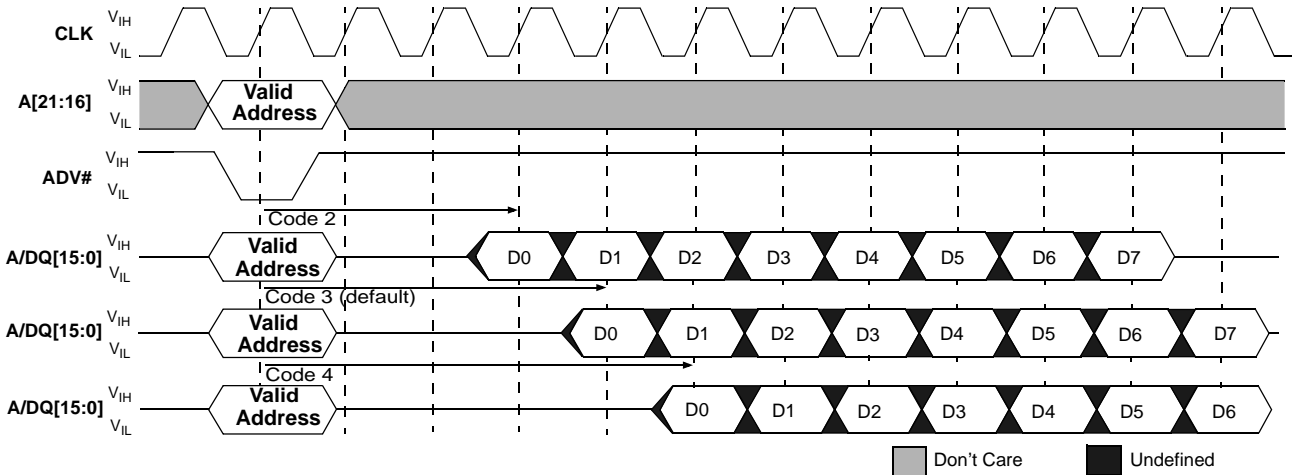 CLK
VIH
VIL
A[21:16]
VIH
VIL
Valid
Address
ADV#
VIH
VIL
Code 2
A/DQ[15:0]
VIH
VIL
Valid
Address
D0 D1 D2 D3 D4 D5 D6 D7
Code 3 (default)
A/DQ[15:0]
VIH
VIL
Valid
Address
D0 D1 D2 D3 D4 D5 D6 D7
Code 4
A/DQ[15:0]
VIH
VIL
Valid
Address
D0 D1 D2 D3 D4 D5 D6
Don't Care
Undefined